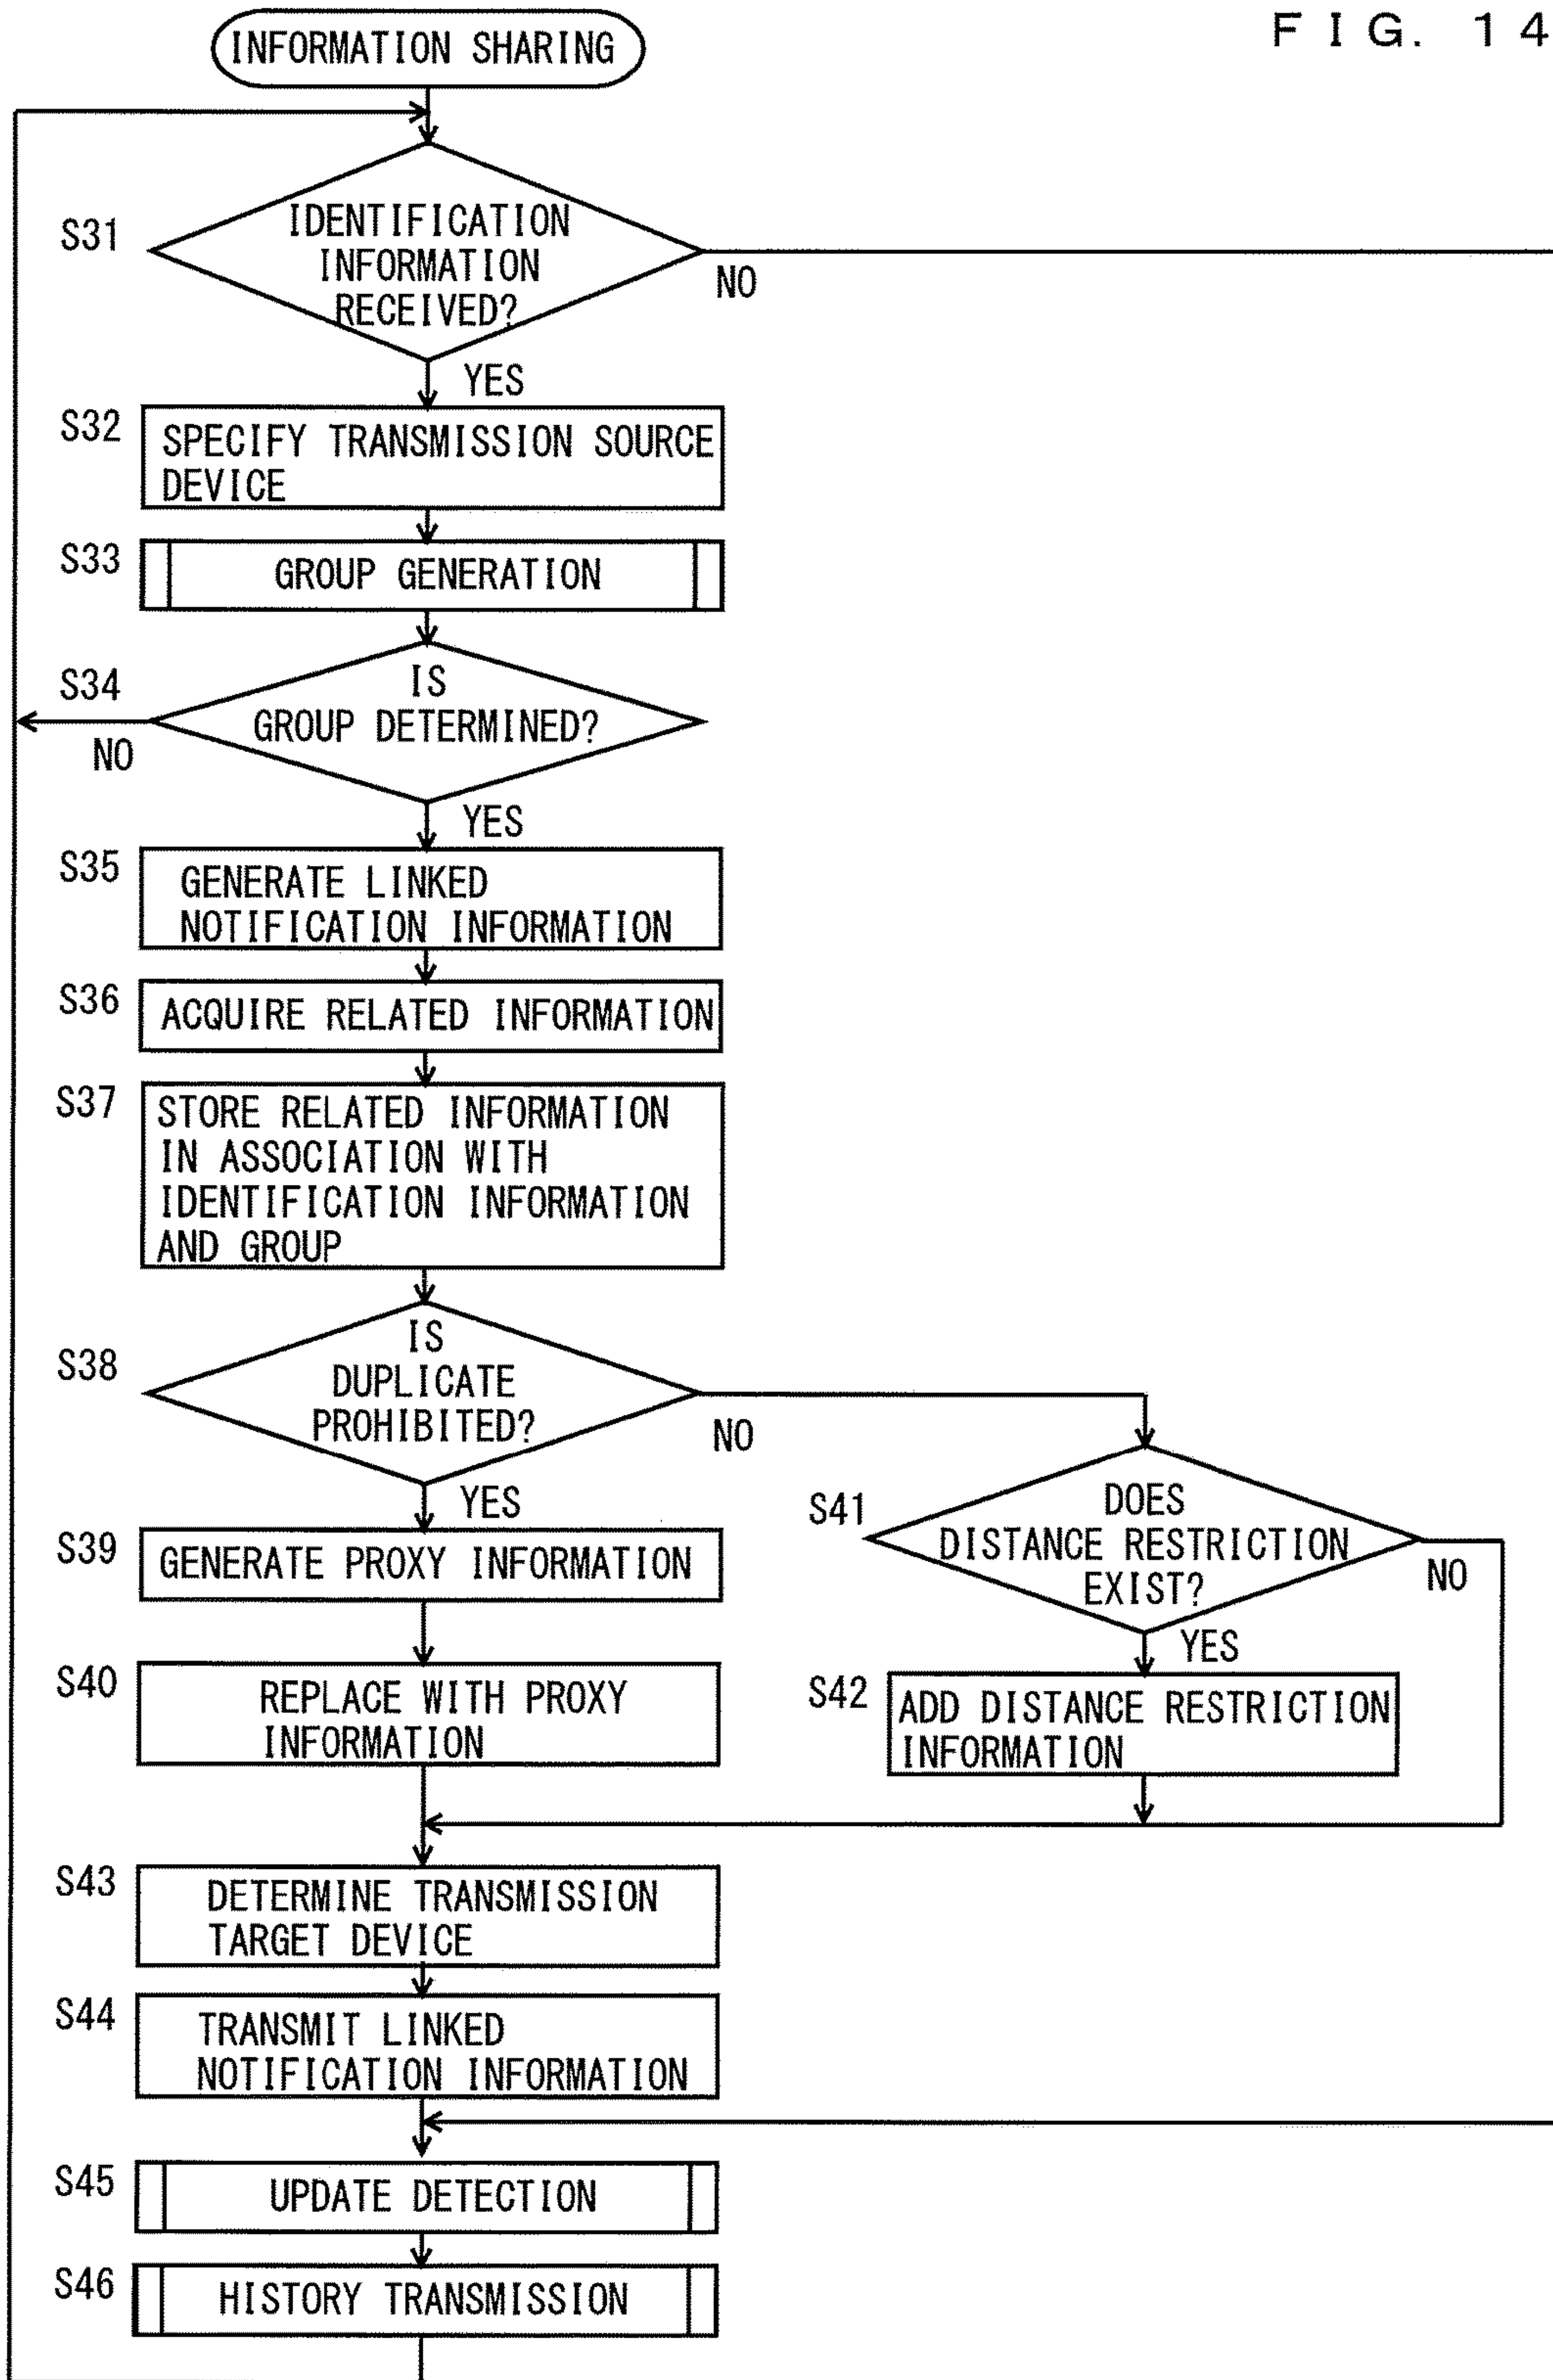 F I G. 14
INFORMATION SHARING
S31
IDENTIFICATION
INFORMATION
RECEIVED?
NO
YES
S32
SPECIFY TRANSMISSION SOURCE
DEVICE
S33
GROUP GENERATION
S34
IS
GROUP DETERMINED?
NO
YES
S35
GENERATE LINKED
NOTIFICATION INFORMATION
S36
ACQUIRE RELATED INFORMATION
S37
STORE RELATED INFORMATION
IN ASSOCIATION WITH
IDENTIFICATION INFORMATION
AND GROUP
S38
IS
DUPLICATE
PROHIBITED?
NO
YES
S39
GENERATE PROXY INFORMATION
S40
REPLACE WITH PROXY
INFORMATION
S41
DOES
DISTANCE RESTRICTION
EXIST?
NO
YES
S42
ADD DISTANCE RESTRICTION
INFORMATION
S43
DETERMINE TRANSMISSION
TARGET DEVICE
S44
TRANSMIT LINKED
NOTIFICATION INFORMATION
S45
UPDATE DETECTION
S46
HISTORY TRANSMISSION